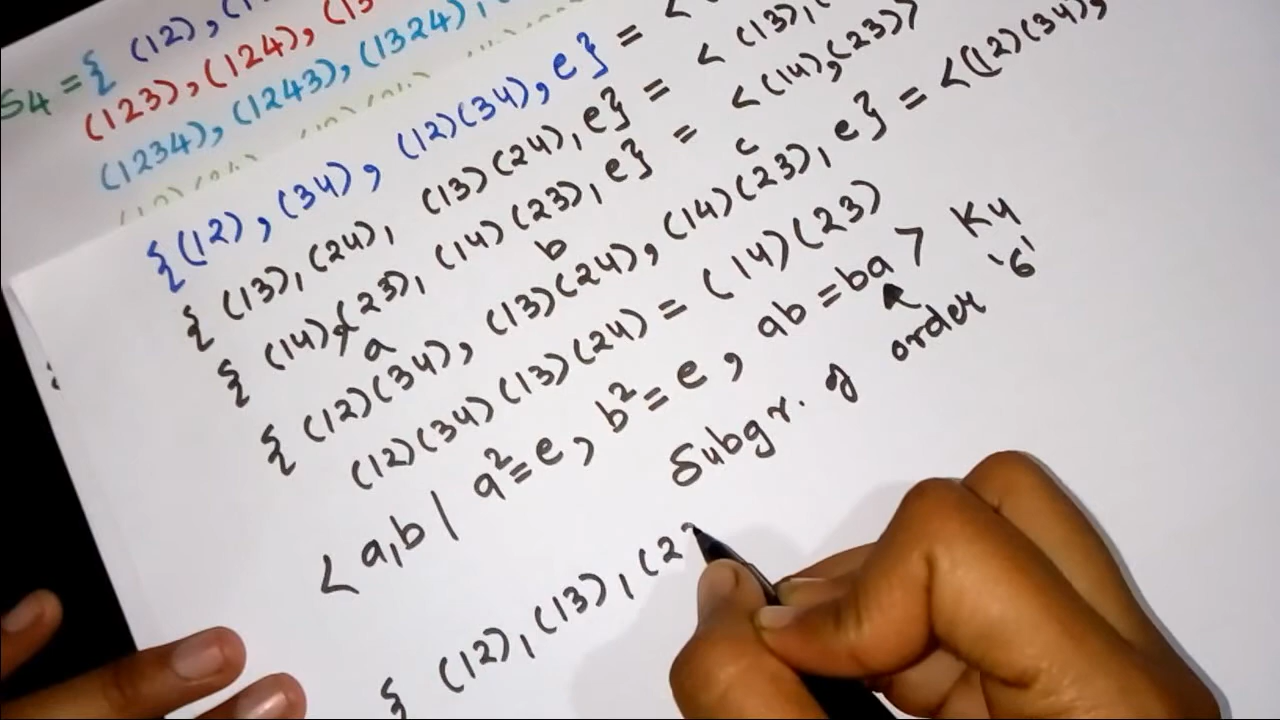 S4 = { (12),
(123), (124), (13
(1234), (1243), (1324),
{(12), (34), (12)(34), e} = <
{ (13), (24), (13)(24), e} = < (13),
{ (14), (23), (14)(23), e} = < (14), (23)>
a b c
{ (12)(34), (13)(24), (14)(23), e} = <(12)(34),
(12)(34)(13)(24) = (14)(23)
< a,b | a²=e, b²=e, ab=ba > K4
Subgr. of order '6'
{ (12), (13), (2